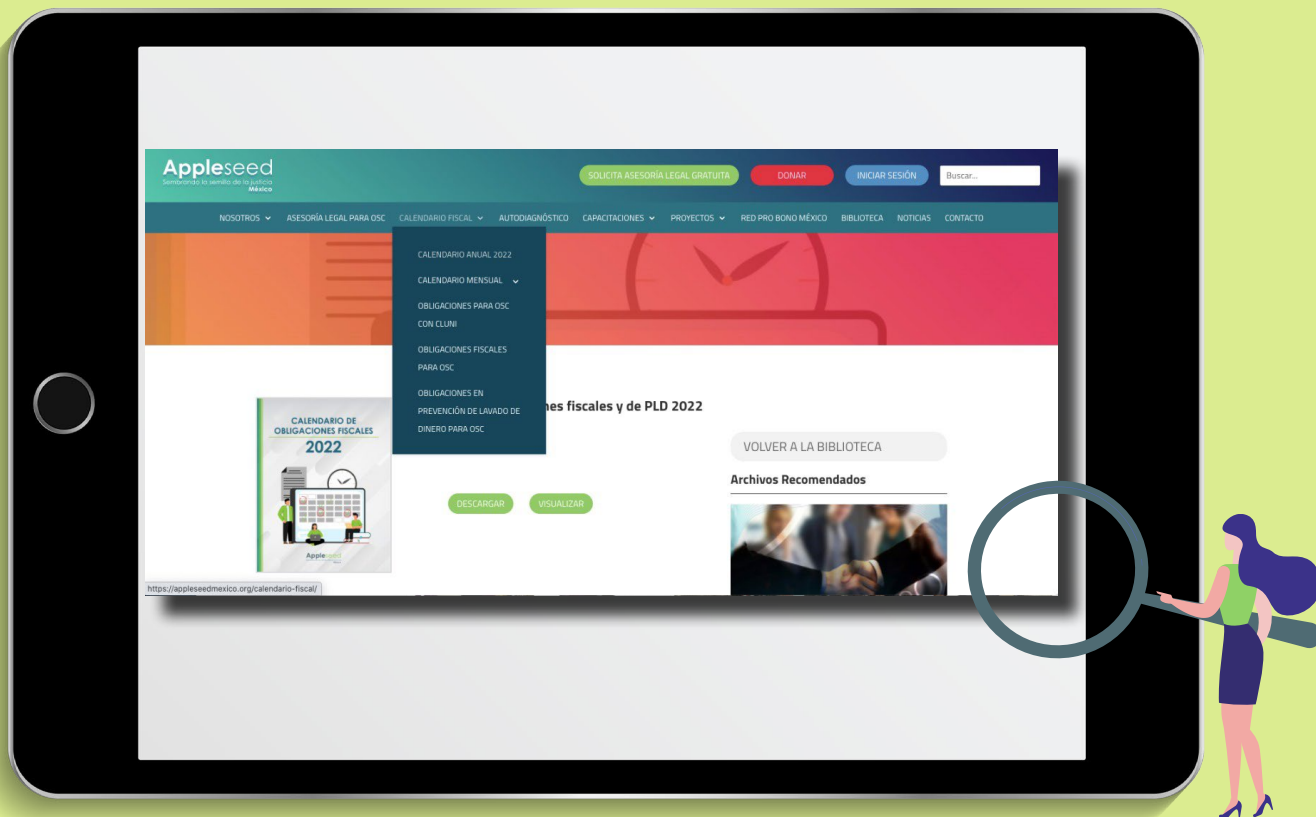 Appleseed
Sembrando la semilla de la justicia
México
SOLICITA ASESORÍA LEGAL GRATUITA
DONAR
INICIAR SESIÓN
Buscar...
NOSOTROS
ASESORÍA LEGAL PARA OSC
CALENDARIO FISCAL
AUTODIAGNÓSTICO
CAPACITACIONES
PROYECTOS
RED PRO BONO MÉXICO
BIBLIOTECA
NOTICIAS
CONTACTO
CALENDARIO ANUAL 2022
CALENDARIO MENSUAL
OBLIGACIONES PARA OSC
CON CLUNI
OBLIGACIONES FISCALES
PARA OSC
OBLIGACIONES EN
PREVENCIÓN DE LAVADO DE
DINERO PARA OSC
nes fiscales y de PLD 2022
CALENDARIO DE
OBLIGACIONES FISCALES
2022
Appleseed
DESCARGAR
VISUALIZAR
VOLVER A LA BIBLIOTECA
Archivos Recomendados
https://appleseedmexico.org/calendario-fiscal/